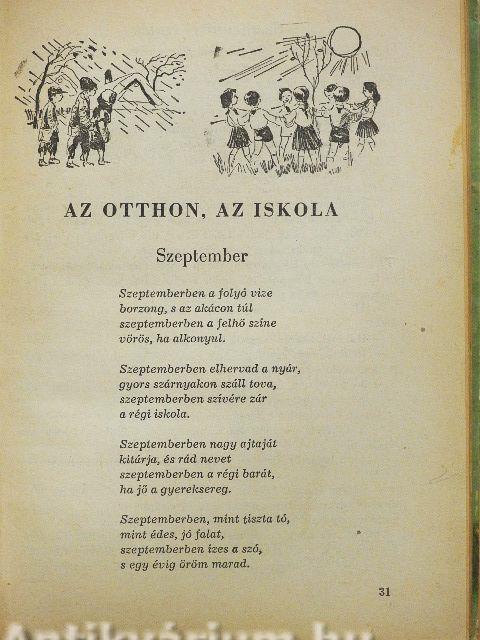 AZ OTTHON, AZ ISKOLA
Szeptember
Szeptemberben a folyó vize
borzong, s az akácon túl
szeptemberben a felhő színe
vörös, ha alkonyul.
Szeptemberben elhervad a nyár,
gyors szárnyakon száll tova,
szeptemberben szívére zár
a régi iskola.
Szeptemberben nagy ajtaját
kitárja, és rád nevet
szeptemberben a régi barát,
ha jő a gyereksereg.
Szeptemberben, mint tiszta tó,
mint édes, jó falat,
szeptemberben ízes a szó,
s egy évig öröm marad.
31
Antikvárium.hu